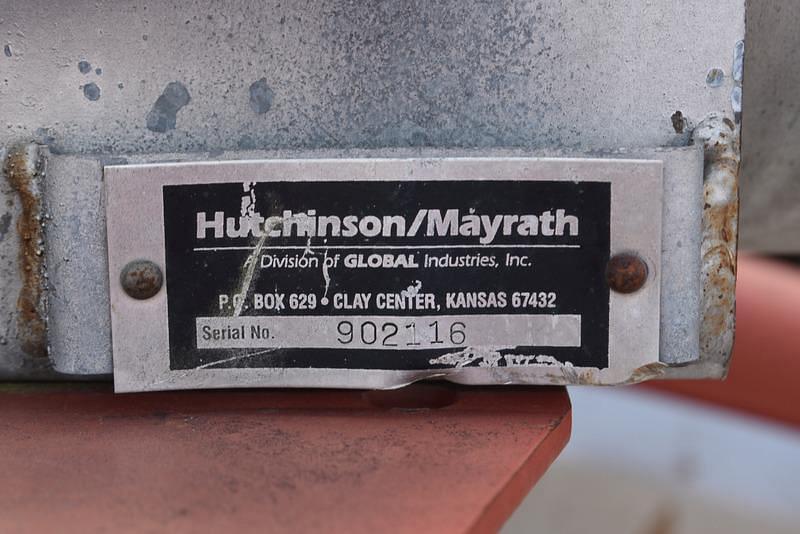 Hutchinson/Mayrath
A Division of GLOBAL Industries, Inc.
P.O. BOX 629 • CLAY CENTER, KANSAS 67432
Serial No. 902116